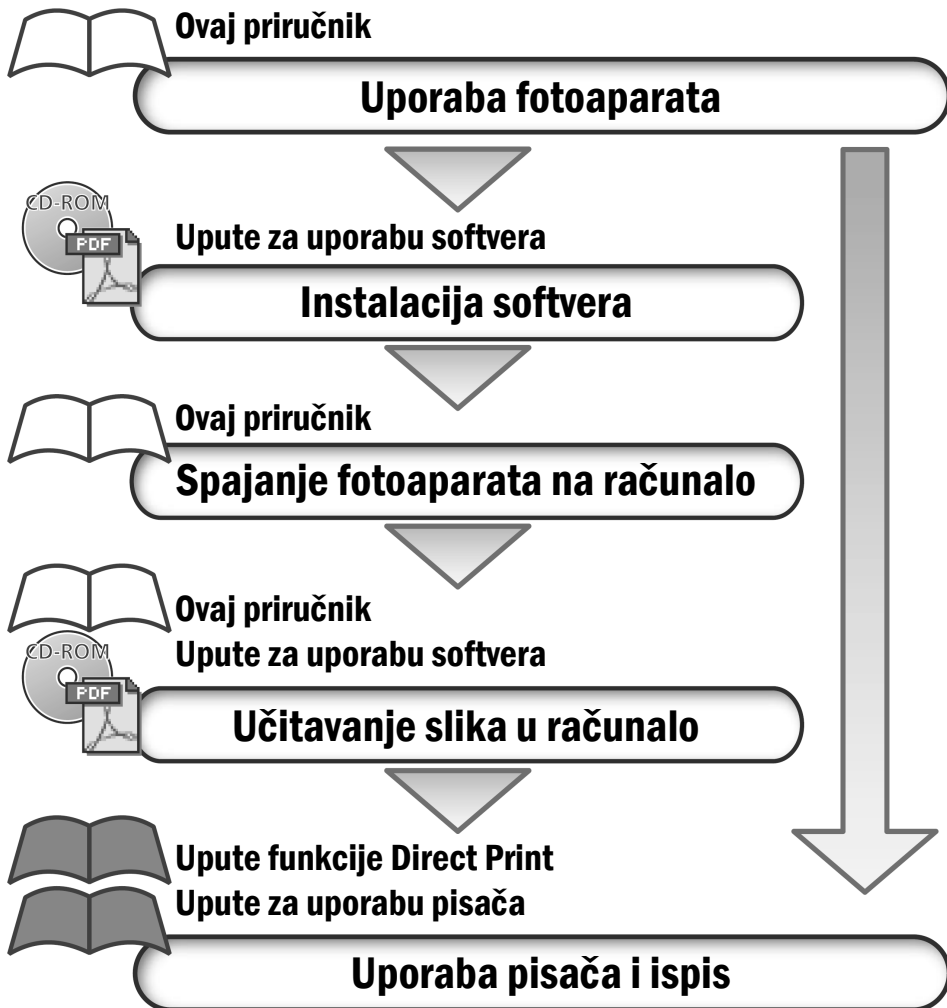 Ovaj priručnik
Uporaba fotoaparata
CD-ROM
PDF
Upute za uporabu softvera
Instalacija softvera
Ovaj priručnik
Spajanje fotoaparata na računalo
Ovaj priručnik
CD-ROM
Upute za uporabu softvera
PDF
Učitavanje slika u računalo
Upute funkcije Direct Print
Upute za uporabu pisača
Uporaba pisača i ispis